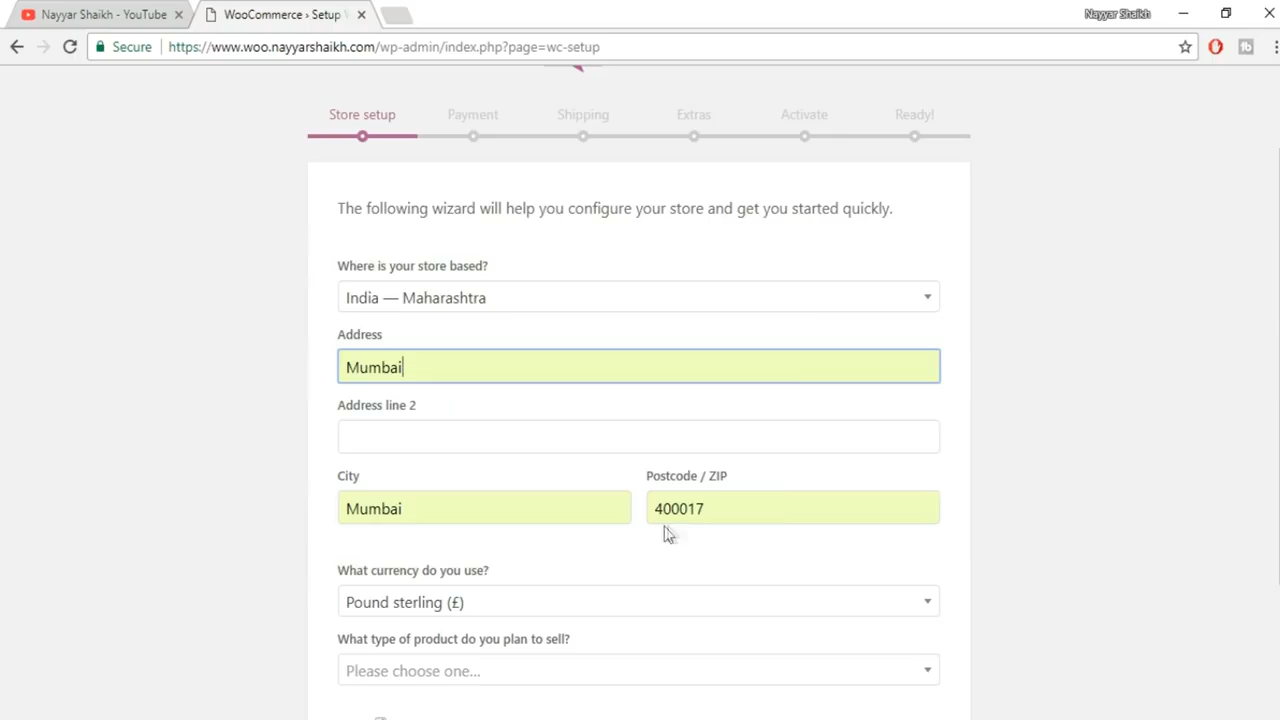 Nayyar Shaikh - YouTube
WooCommerce › Setup
Nayyar Shaikh
Secure
https://www.woo.nayyarshaikh.com/wp-admin/index.php?page=wc-setup
Store setup
Payment
Shipping
Extras
Activate
Ready!
The following wizard will help you configure your store and get you started quickly.
Where is your store based?
India — Maharashtra
Address
Mumbai
Address line 2
City
Postcode / ZIP
Mumbai
400017
What currency do you use?
Pound sterling (£)
What type of product do you plan to sell?
Please choose one...